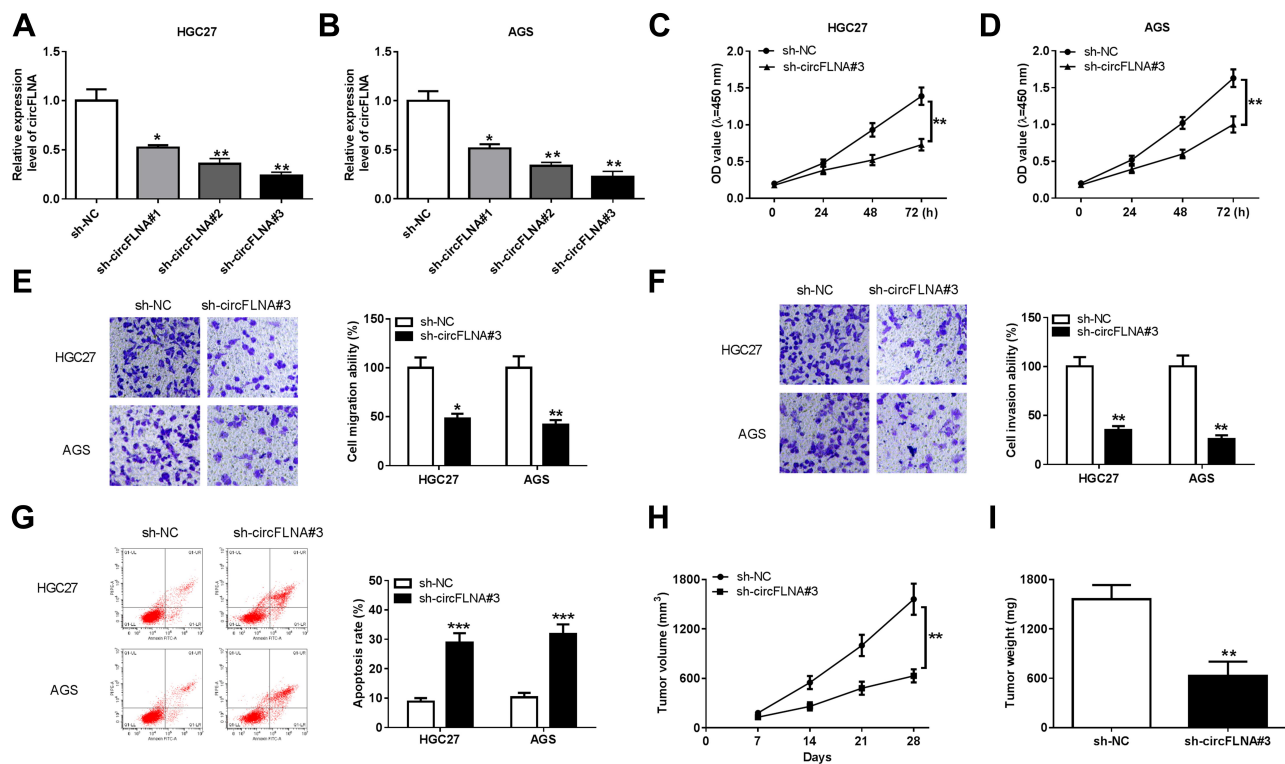 A
HGC27
Relative expression
level of circFLNA
1.5
1.0
0.5
0.0
sh-NC
sh-circFLNA#1
sh-circFLNA#2
sh-circFLNA#3
*
**
**
B
AGS
Relative expression
level of circFLNA
1.5
1.0
0.5
0.0
sh-NC
sh-circFLNA#1
sh-circFLNA#2
sh-circFLNA#3
*
**
**
C
HGC27
OD value (λ=450 nm)
2.0
1.5
1.0
0.5
0.0
sh-NC
sh-circFLNA#3
**
0 24 48 72 (h)
D
AGS
OD value (λ=450 nm)
2.0
1.5
1.0
0.5
0.0
sh-NC
sh-circFLNA#3
**
0 24 48 72 (h)
E
sh-NC sh-circFLNA#3
HGC27
AGS
Cell migration ability (%)
150
100
50
0
sh-NC
sh-circFLNA#3
*
**
HGC27 AGS
F
sh-NC sh-circFLNA#3
HGC27
AGS
Cell invasion ability (%)
150
100
50
0
sh-NC
sh-circFLNA#3
**
**
HGC27 AGS
G
sh-NC sh-circFLNA#3
HGC27
AGS
Apoptosis rate (%)
50
40
30
20
10
0
sh-NC
sh-circFLNA#3
***
***
HGC27 AGS
H
Tumor volume (mm³)
1800
1200
600
0
sh-NC
sh-circFLNA#3
**
0 7 14 21 28
Days
I
Tumor weight (mg)
1800
1200
600
0
**
sh-NC sh-circFLNA#3